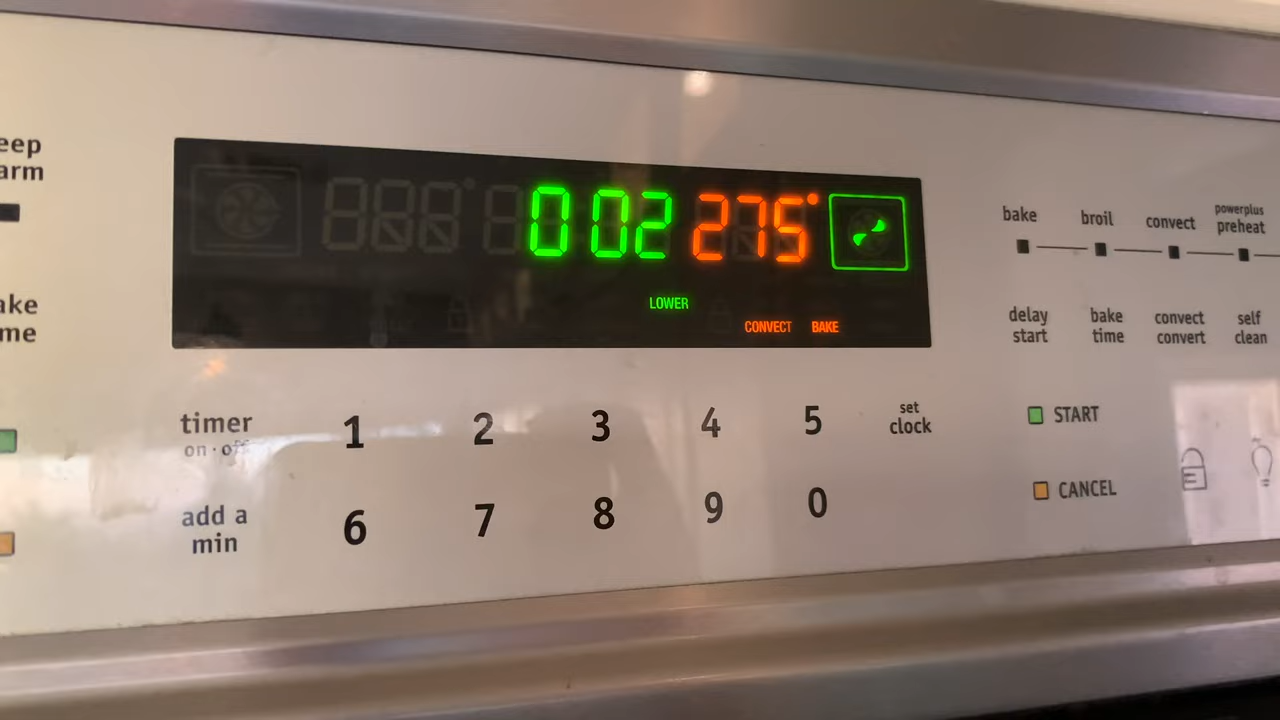 eep
arm
ake
me
0 02 275°
LOWER
CONVECT BAKE
timer
on · off
1 2 3 4 5
set
clock
add a
min
6 7 8 9 0
bake broil convect powerplus
preheat
delay
start
bake
time
convect
convert
self
clean
START
CANCEL